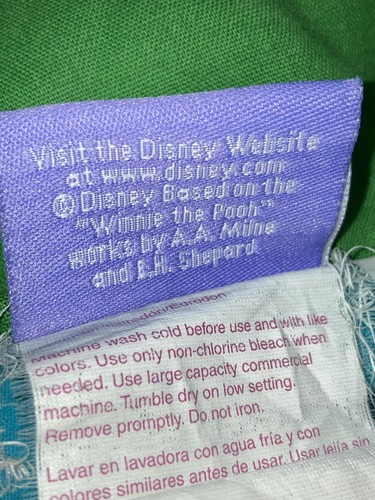 Visit the Disney Website
at www.disney.com
© Disney Based on the
"Winnie the Pooh"
works by A.A. Milne
and E.H. Shepard
Machine wash cold before use and with like
colors. Use only non-chlorine bleach when
needed. Use large capacity commercial
machine. Tumble dry on low setting.
Remove promptly. Do not iron.
Lavar en lavadora con agua fría y con
colores similares antes de usar. Usar lejía sin